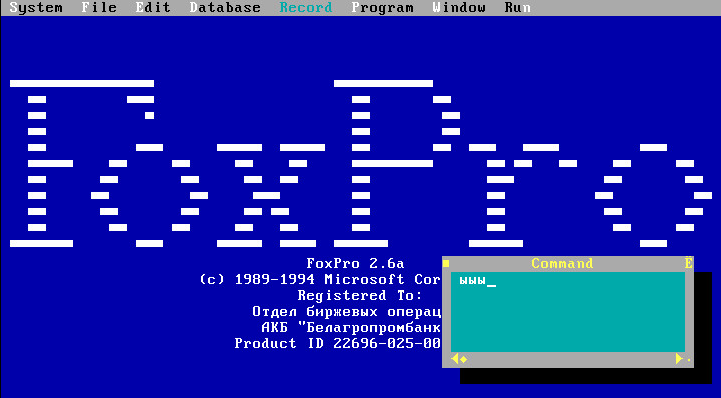 System File Edit Database Record Program Window Run
FoxPro
FoxPro 2.6a
(c) 1989-1994 Microsoft Cor
Registered To:
Отдел биржевых операц
АКБ "Белагропромбанк
Product ID 22696-025-00
Command Ё
ыыы_